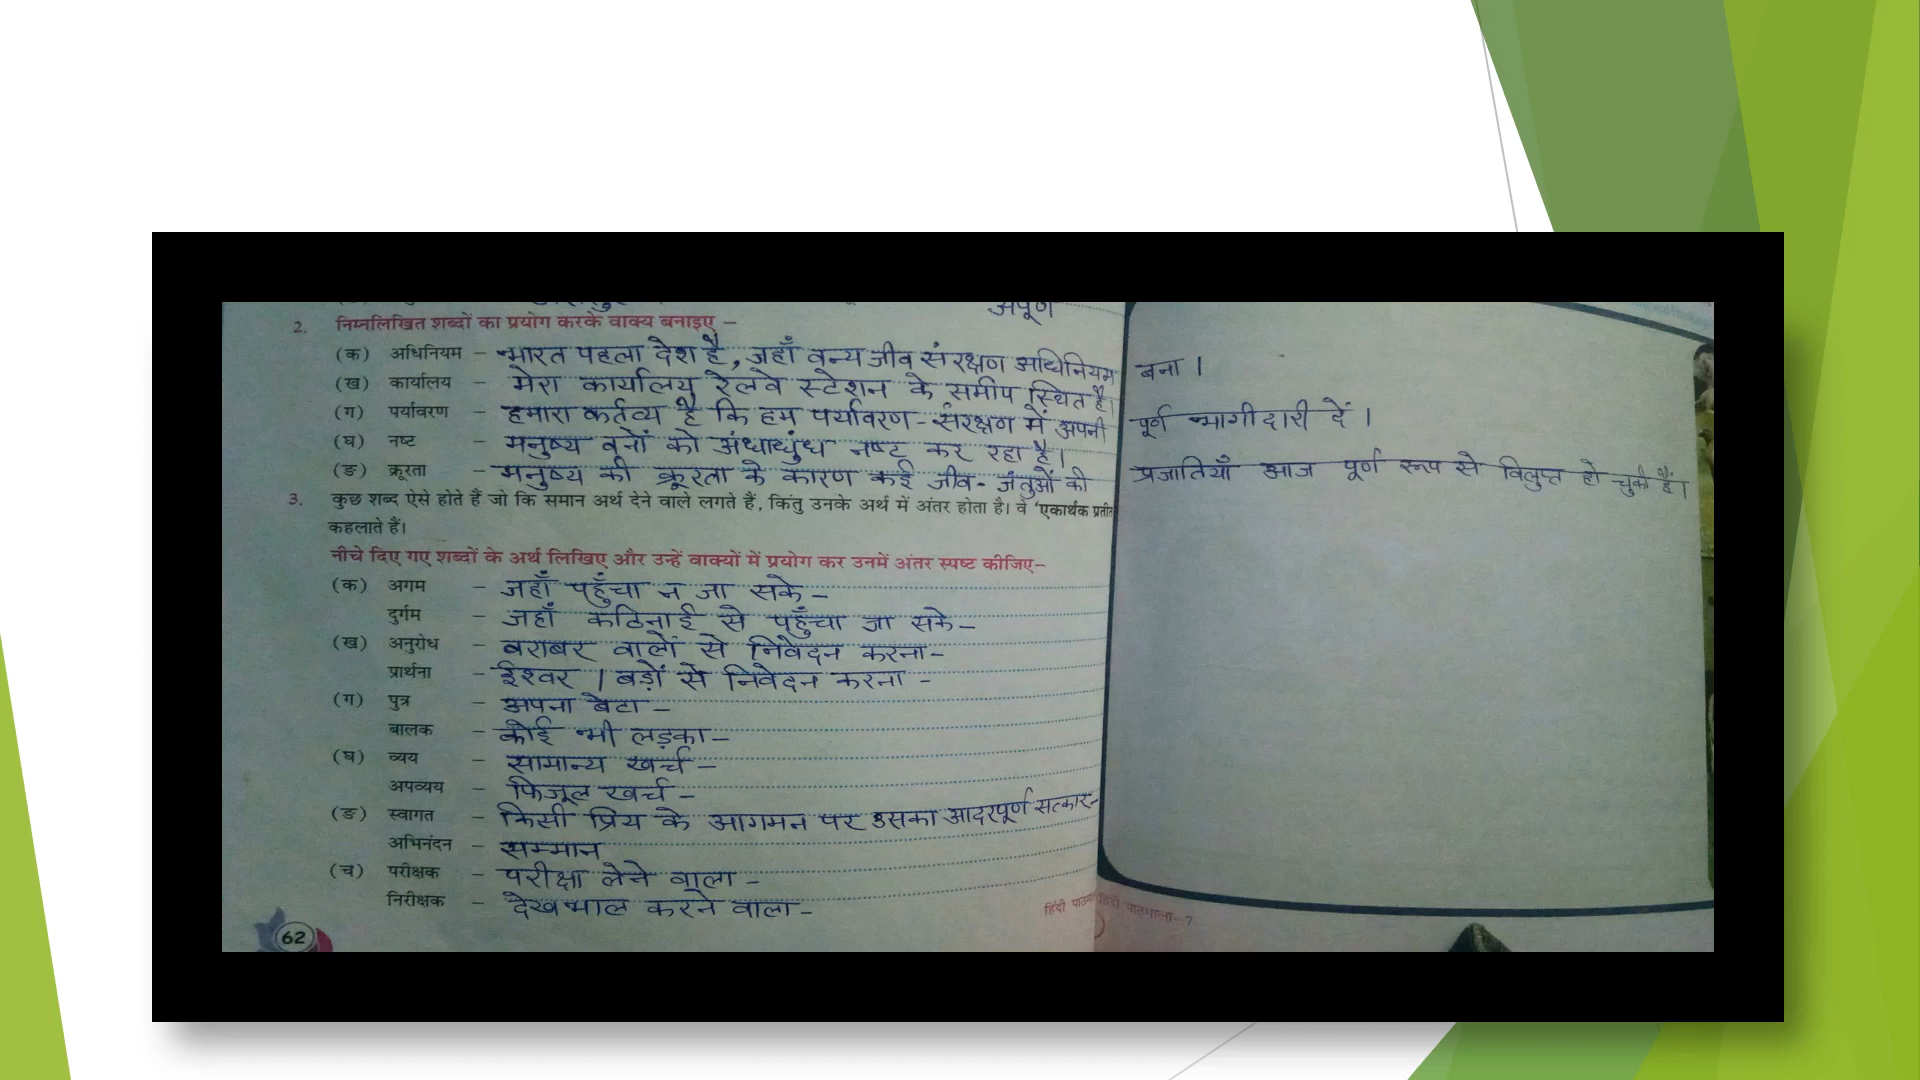 अपूर्ण
2. निम्नलिखित शब्दों का प्रयोग करके वाक्य बनाइए –
(क) अधिनियम – भारत पहला देश है, जहाँ वन्य जीव संरक्षण अधिनियम बना।
(ख) कार्यालय – मेरा कार्यालय रेलवे स्टेशन के समीप स्थित है।
(ग) पर्यावरण – हमारा कर्तव्य है कि हम पर्यावरण-संरक्षण में अपनी पूर्ण भागीदारी दें।
(घ) नष्ट – मनुष्य वनों को अंधाधुंध नष्ट कर रहा है।
(ङ) क्रूरता – मनुष्य की क्रूरता के कारण कई जीव-जंतुओं की प्रजातियाँ आज पूर्ण रूप से विलुप्त हो चुकी हैं।
3. कुछ शब्द ऐसे होते हैं जो कि समान अर्थ देने वाले लगते हैं, किंतु उनके अर्थ में अंतर होता है। वे 'एकार्थक
कहलाते हैं।
नीचे दिए गए शब्दों के अर्थ लिखिए और उन्हें वाक्यों में प्रयोग कर उनमें अंतर स्पष्ट कीजिए–
(क) अगम – जहाँ पहुँचा न जा सके –
दुर्गम – जहाँ कठिनाई से पहुँचा जा सके –
(ख) अनुरोध – बराबर वालों से निवेदन करना –
प्रार्थना – ईश्वर / बड़ों से निवेदन करना –
(ग) पुत्र – अपना बेटा –
बालक – कोई भी लड़का –
(घ) व्यय – सामान्य खर्च –
अपव्यय – फिजूल खर्च –
(ङ) स्वागत – किसी प्रिय के आगमन पर उसका आदरपूर्ण सत्कार –
अभिनंदन – सम्मान
(च) परीक्षक – परीक्षा लेने वाला –
निरीक्षक – देखभाल करने वाला –
62
हिंदी पाठमाला- 7